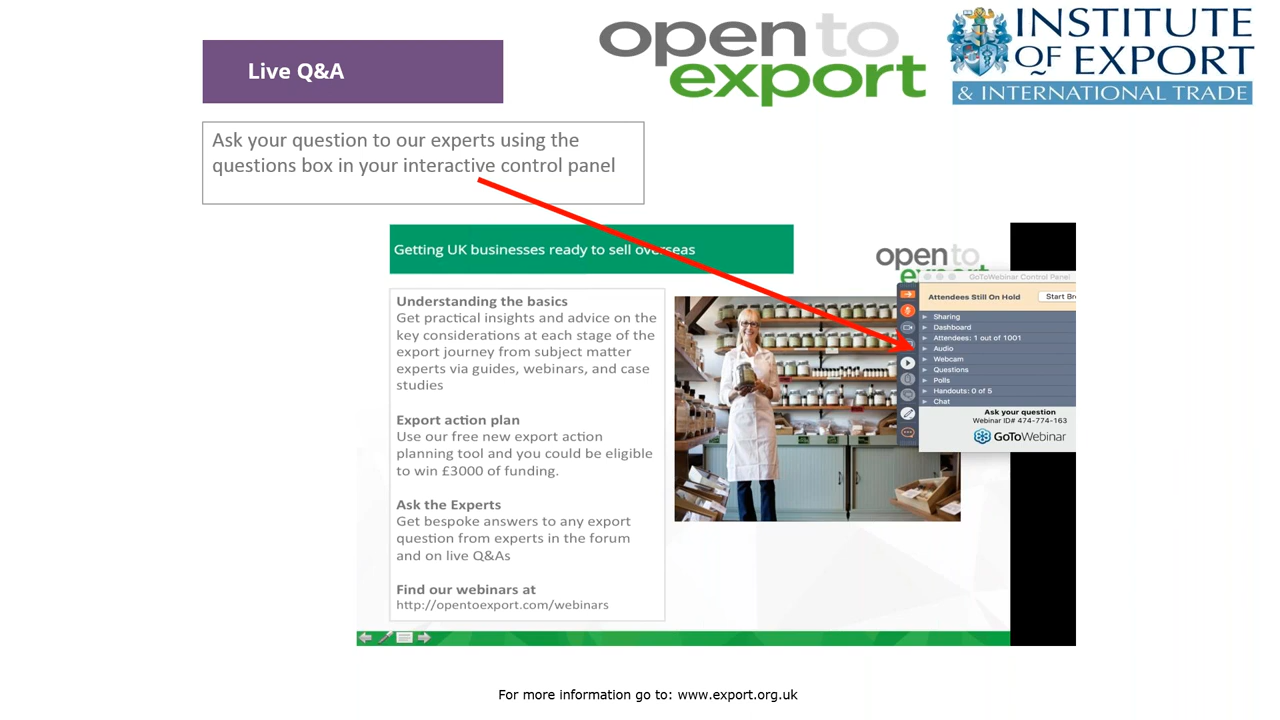 Live Q&A
open to
export
INSTITUTE
OF EXPORT
& INTERNATIONAL TRADE
Ask your question to our experts using the
questions box in your interactive control panel
Getting UK businesses ready to sell overseas
open to
export
Understanding the basics
Get practical insights and advice on the
key considerations at each stage of the
export journey from subject matter
experts via guides, webinars, and case
studies
Export action plan
Use our free new export action
planning tool and you could be eligible
to win £3000 of funding.
Ask the Experts
Get bespoke answers to any export
question from experts in the forum
and on live Q&As
Find our webinars at
http://opentoexport.com/webinars
GoToWebinar Control Panel
Attendees Still On Hold
Start Br
Sharing
Dashboard
Attendees: 1 out of 1001
Audio
Webcam
Questions
Polls
Handouts: 0 of 5
Chat
Ask your question
Webinar ID# 474-774-163
GoToWebinar
For more information go to: www.export.org.uk